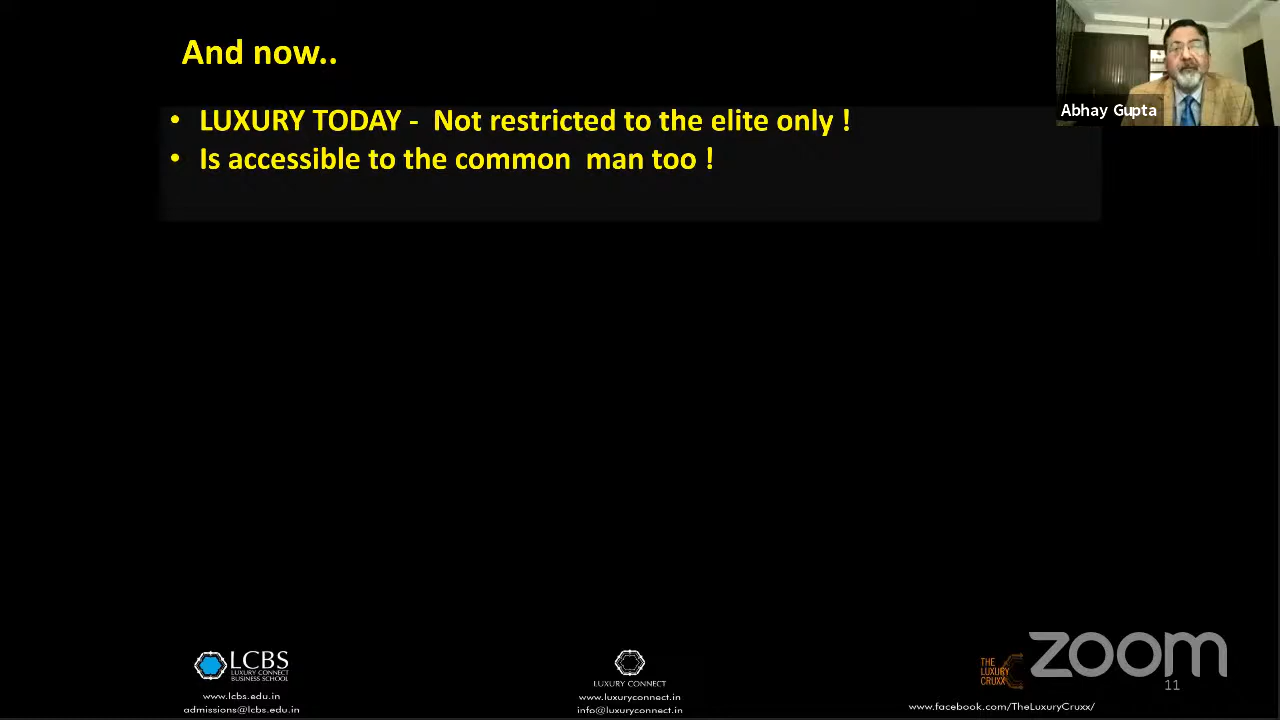 And now..
Abhay Gupta
• LUXURY TODAY - Not restricted to the elite only !
• Is accessible to the common man too !
LCBS
LUXURY CONNECT
BUSINESS SCHOOL
www.lcbs.edu.in
admissions@lcbs.edu.in
LUXURY CONNECT
www.luxuryconnect.in
info@luxuryconnect.in
THE
LUXURY
CRUXX
zoom
11
www.facebook.com/TheLuxuryCruxx/